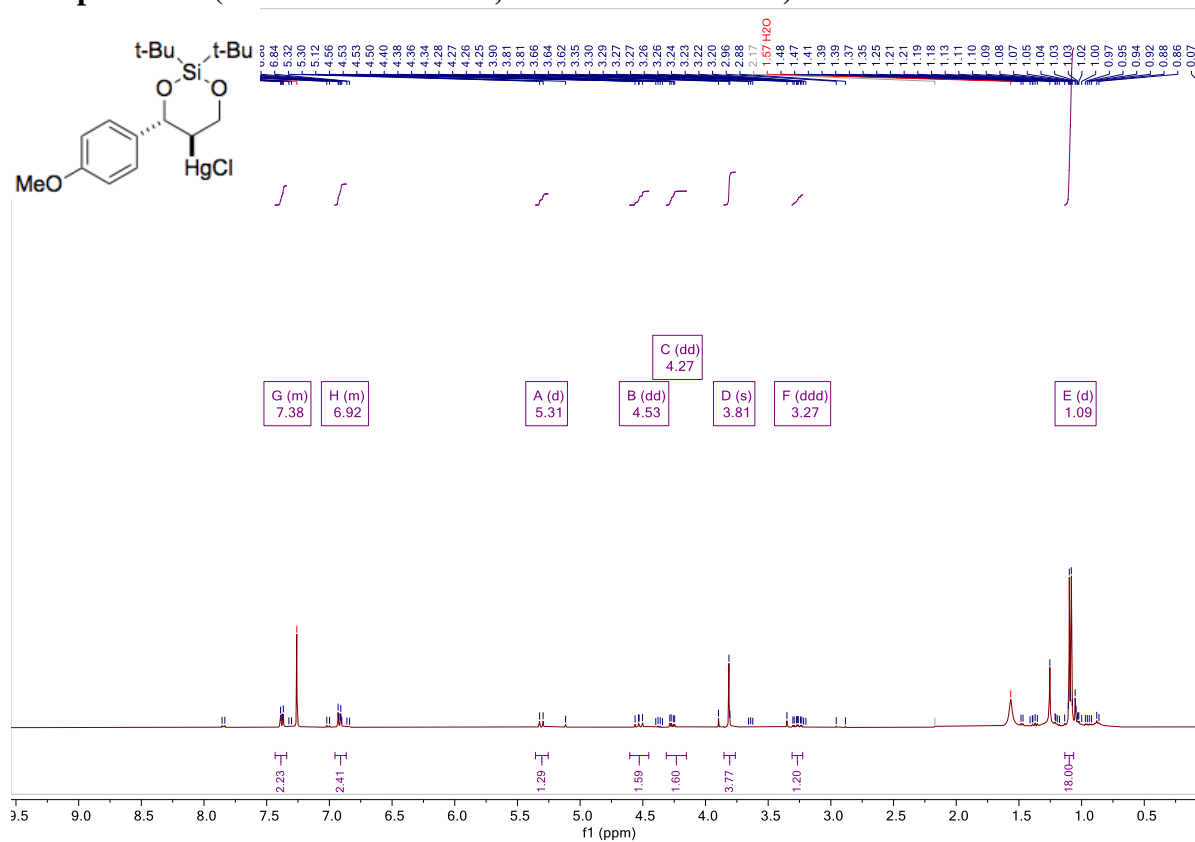 t-Bu t-Bu
Si
O O
HgCl
MeO
6.84 5.32 5.30 5.12 4.56 4.53 4.53 4.50 4.40 4.38 4.36 4.34 4.28 4.27 4.26 4.25 3.90 3.81 3.81 3.66 3.64 3.62 3.35 3.30 3.29 3.27 3.27 3.26 3.26 3.24 3.23 3.22 3.20 2.96 2.88 2.17 1.57 H2O 1.48 1.47 1.41 1.39 1.39 1.37 1.35 1.25 1.21 1.21 1.19 1.18 1.13 1.11 1.10 1.09 1.08 1.07 1.05 1.04 1.03 1.03 1.02 1.00 0.97 0.95 0.94 0.92 0.88 0.86 0.07
C (dd)
4.27
G (m) H (m) A (d) B (dd) D (s) F (ddd) E (d)
7.38 6.92 5.31 4.53 3.81 3.27 1.09
2.23 2.41 1.29 1.59 1.60 3.77 1.20 18.00
9.5 9.0 8.5 8.0 7.5 7.0 6.5 6.0 5.5 5.0 4.5 4.0 3.5 3.0 2.5 2.0 1.5 1.0 0.5
f1 (ppm)